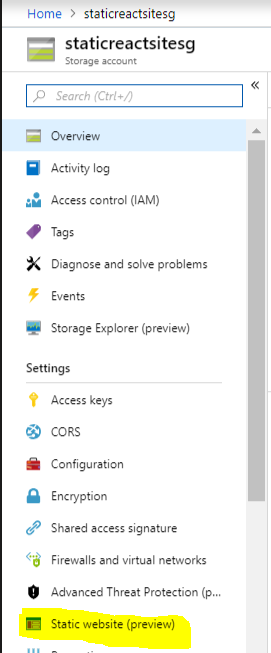 Home > staticreactsitesg
staticreactsitesg
Storage account
Search (Ctrl+/)
Overview
Activity log
Access control (IAM)
Tags
Diagnose and solve problems
Events
Storage Explorer (preview)
Settings
Access keys
CORS
Configuration
Encryption
Shared access signature
Firewalls and virtual networks
Advanced Threat Protection (p...
Static website (preview)